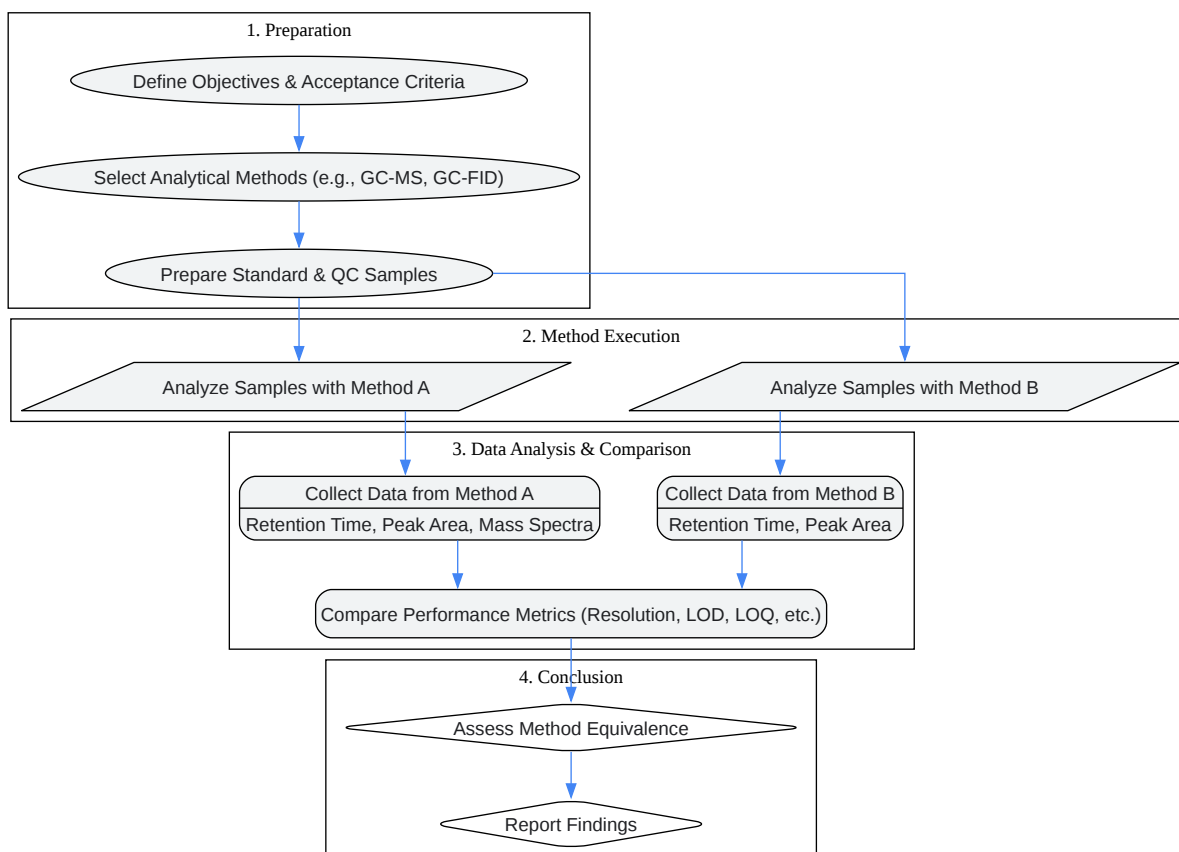 1. Preparation
Define Objectives & Acceptance Criteria
Select Analytical Methods (e.g., GC-MS, GC-FID)
Prepare Standard & QC Samples
2. Method Execution
Analyze Samples with Method A
Analyze Samples with Method B
3. Data Analysis & Comparison
Collect Data from Method A
Retention Time, Peak Area, Mass Spectra
Collect Data from Method B
Retention Time, Peak Area
Compare Performance Metrics (Resolution, LOD, LOQ, etc.)
4. Conclusion
Assess Method Equivalence
Report Findings